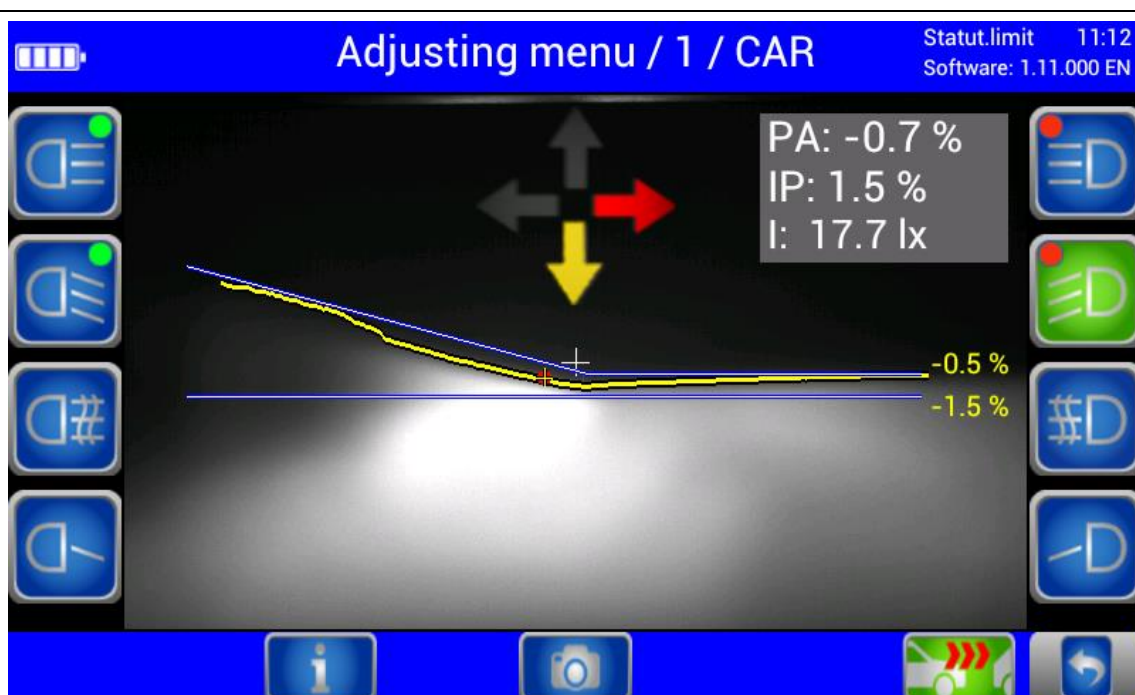 Adjusting menu / 1 / CAR
Statut.limit 11:12
Software: 1.11.000 EN
PA: -0.7 %
IP: 1.5 %
I: 17.7 lx
-0.5 %
-1.5 %
i